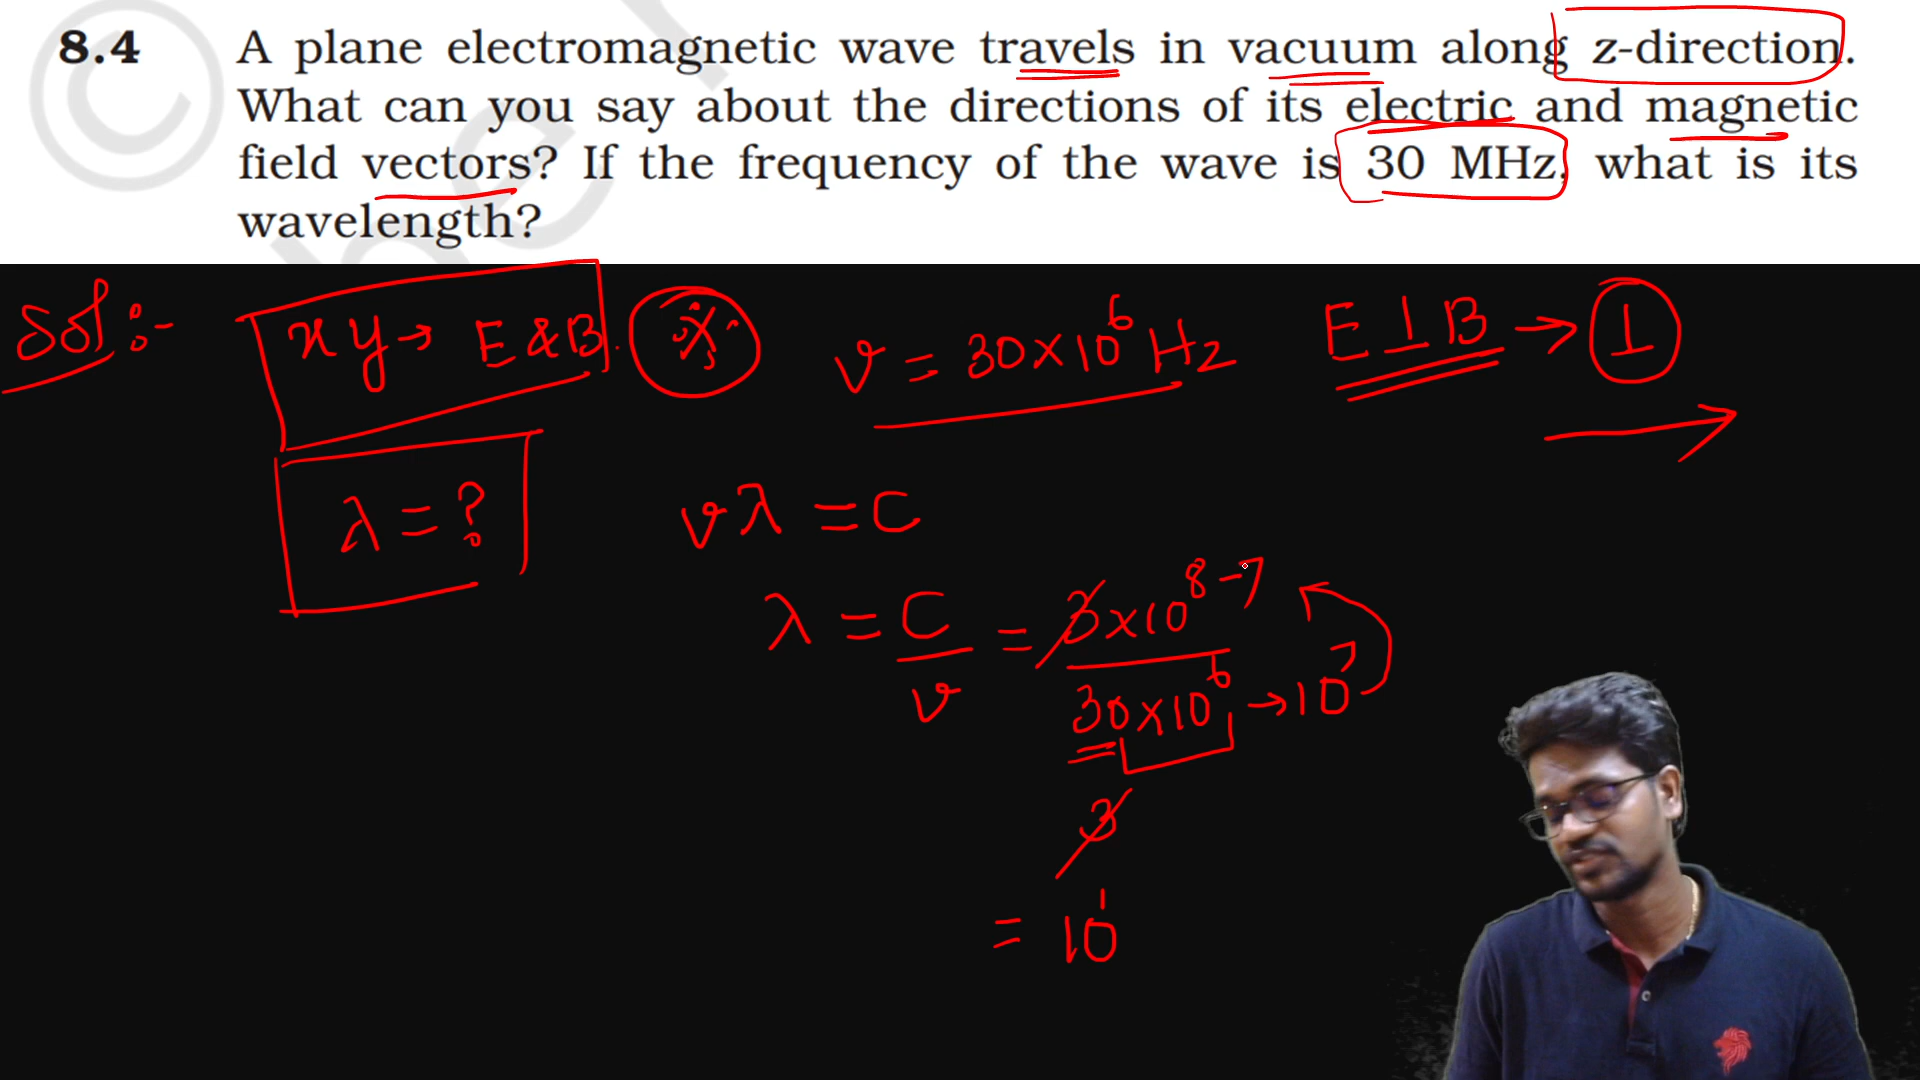 8.4 A plane electromagnetic wave travels in vacuum along z-direction.
What can you say about the directions of its electric and magnetic
field vectors? If the frequency of the wave is 30 MHz, what is its
wavelength?
Sol:- xy→ E & B. ν = 30×10⁶ Hz E ⊥ B → ⊥
λ = ? νλ = C
λ = C/ν = 3×10⁸⁻⁷ / 30×10⁶ → 10⁷
3
= 10¹